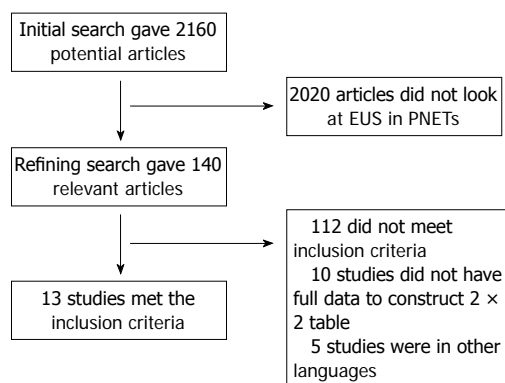 Initial search gave 2160
potential articles
2020 articles did not look
at EUS in PNETs
Refining search gave 140
relevant articles
112 did not meet
inclusion criteria
10 studies did not have
full data to construct 2 ×
2 table
5 studies were in other
languages
13 studies met the
inclusion criteria